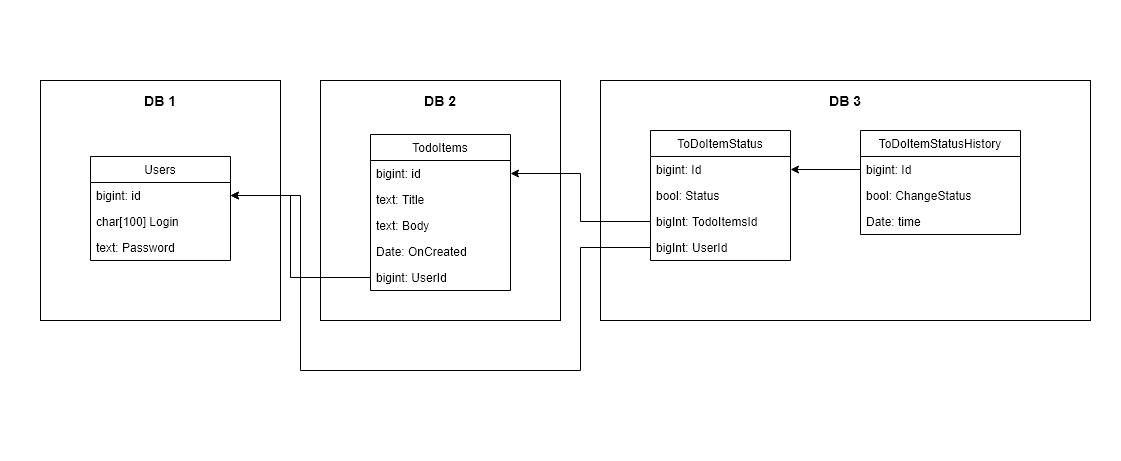 DB 1
Users
bigint: id
char[100] Login
text: Password
DB 2
TodoItems
bigint: id
text: Title
text: Body
Date: OnCreated
bigint: UserId
DB 3
ToDoItemStatus
bigint: Id
bool: Status
bigInt: TodoItemsId
bigInt: UserId
ToDoItemStatusHistory
bigint: Id
bool: ChangeStatus
Date: time